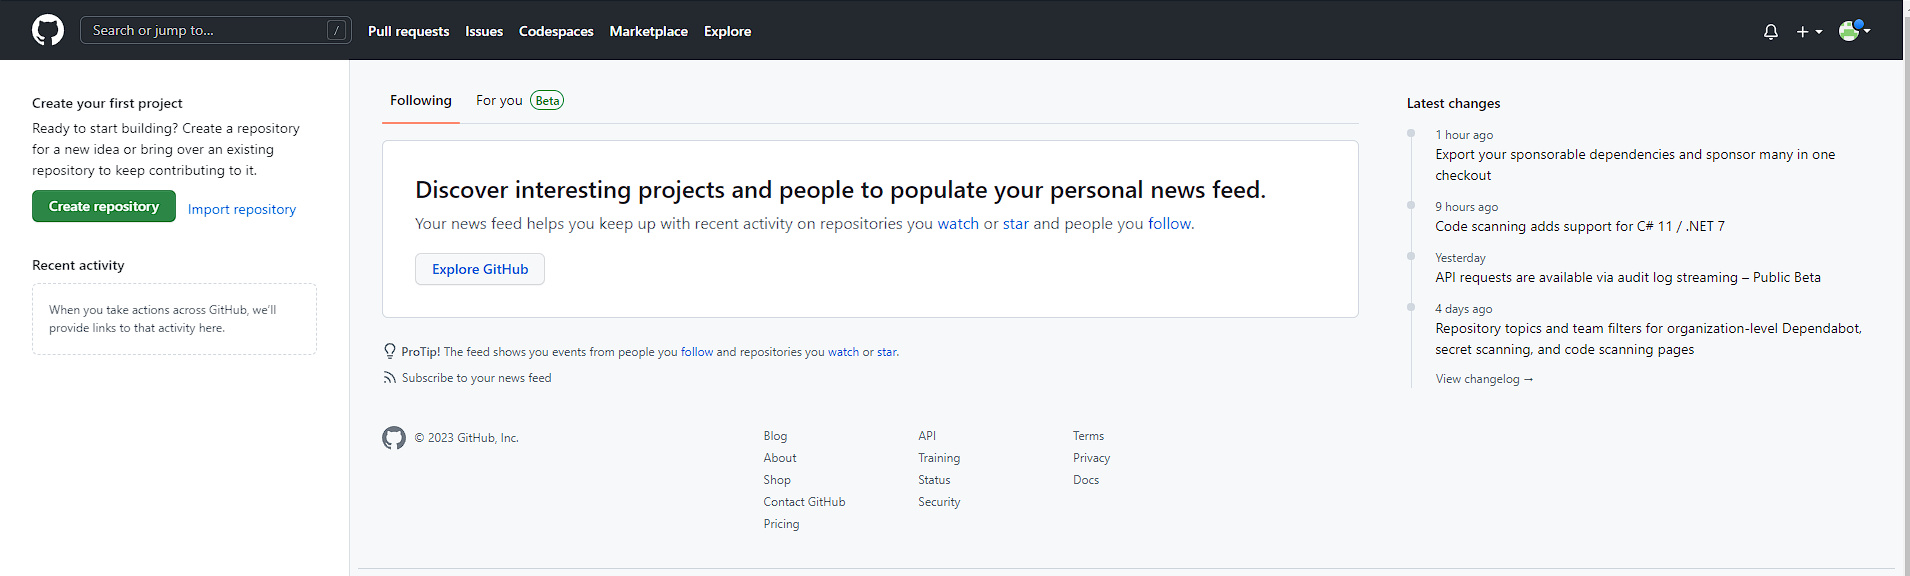 Search or jump to... /
Pull requests Issues Codespaces Marketplace Explore
Create your first project
Ready to start building? Create a repository
for a new idea or bring over an existing
repository to keep contributing to it.
Create repository Import repository
Recent activity
When you take actions across GitHub, we'll
provide links to that activity here.
Following For you Beta
Discover interesting projects and people to populate your personal news feed.
Your news feed helps you keep up with recent activity on repositories you watch or star and people you follow.
Explore GitHub
ProTip! The feed shows you events from people you follow and repositories you watch or star.
Subscribe to your news feed
© 2023 GitHub, Inc.
Blog
About
Shop
Contact GitHub
Pricing
API
Training
Status
Security
Terms
Privacy
Docs
Latest changes
1 hour ago
Export your sponsorable dependencies and sponsor many in one
checkout
9 hours ago
Code scanning adds support for C# 11 / .NET 7
Yesterday
API requests are available via audit log streaming – Public Beta
4 days ago
Repository topics and team filters for organization-level Dependabot,
secret scanning, and code scanning pages
View changelog →